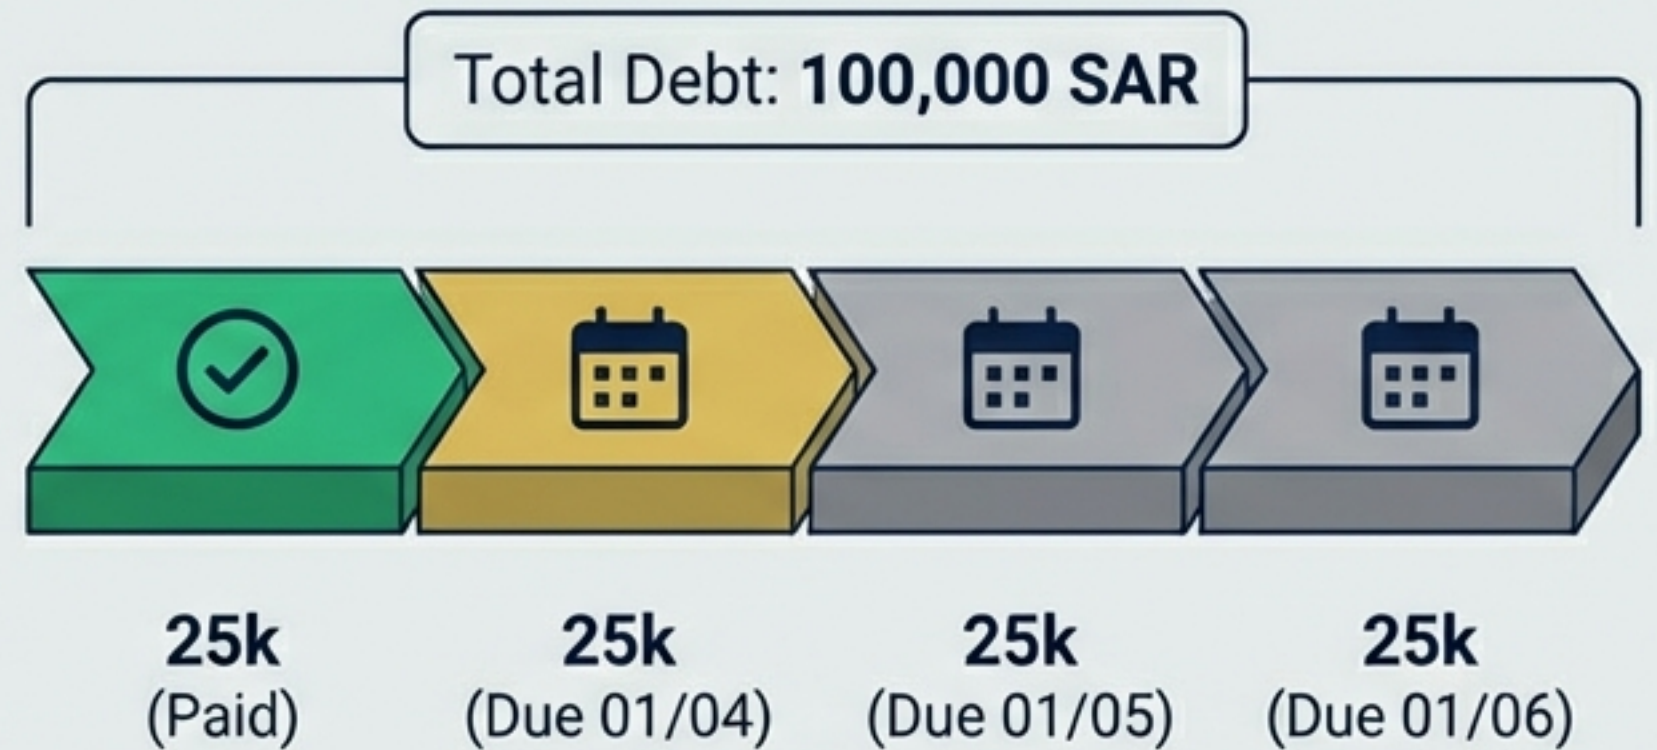 Total Debt: 100,000 SAR
25k
(Paid)
25k
(Due 01/04)
25k
(Due 01/05)
25k
(Due 01/06)